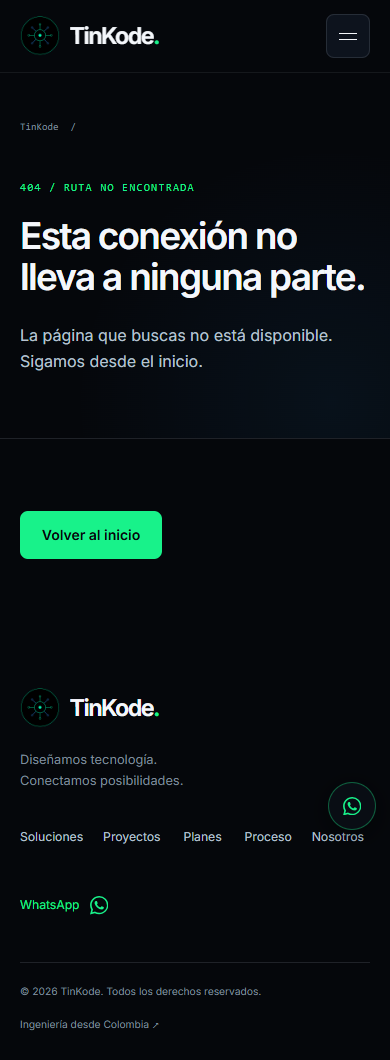 TinKode.
TinKode /
404 / RUTA NO ENCONTRADA
Esta conexión no
lleva a ninguna parte.
La página que buscas no está disponible.
Sigamos desde el inicio.
Volver al inicio
TinKode.
Diseñamos tecnología.
Conectamos posibilidades.
Soluciones Proyectos Planes Proceso Nosotros
WhatsApp
© 2026 TinKode. Todos los derechos reservados.
Ingeniería desde Colombia ↗